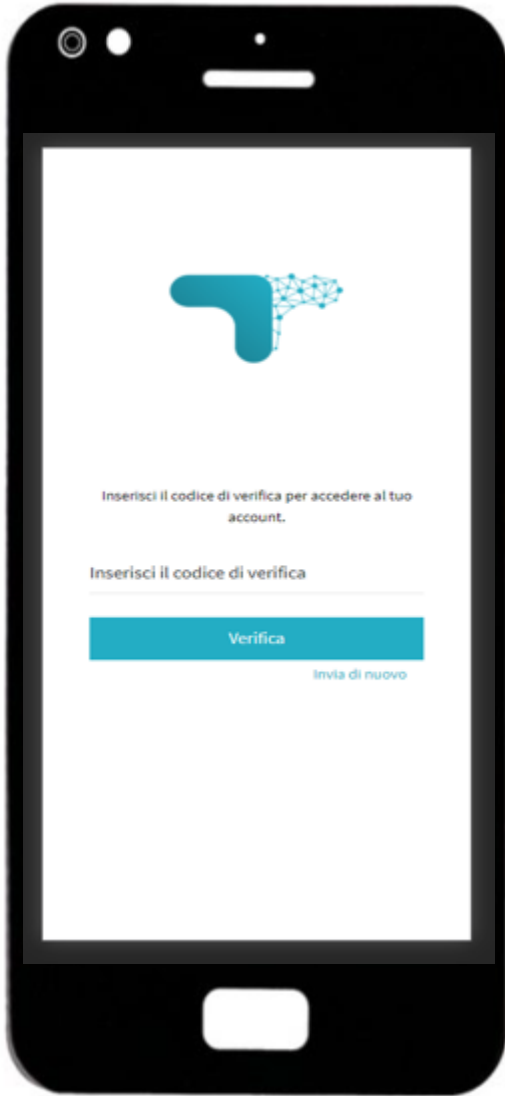 Inserisci il codice di verifica per accedere al tuo
account.
Inserisci il codice di verifica
Verifica
Invia di nuovo